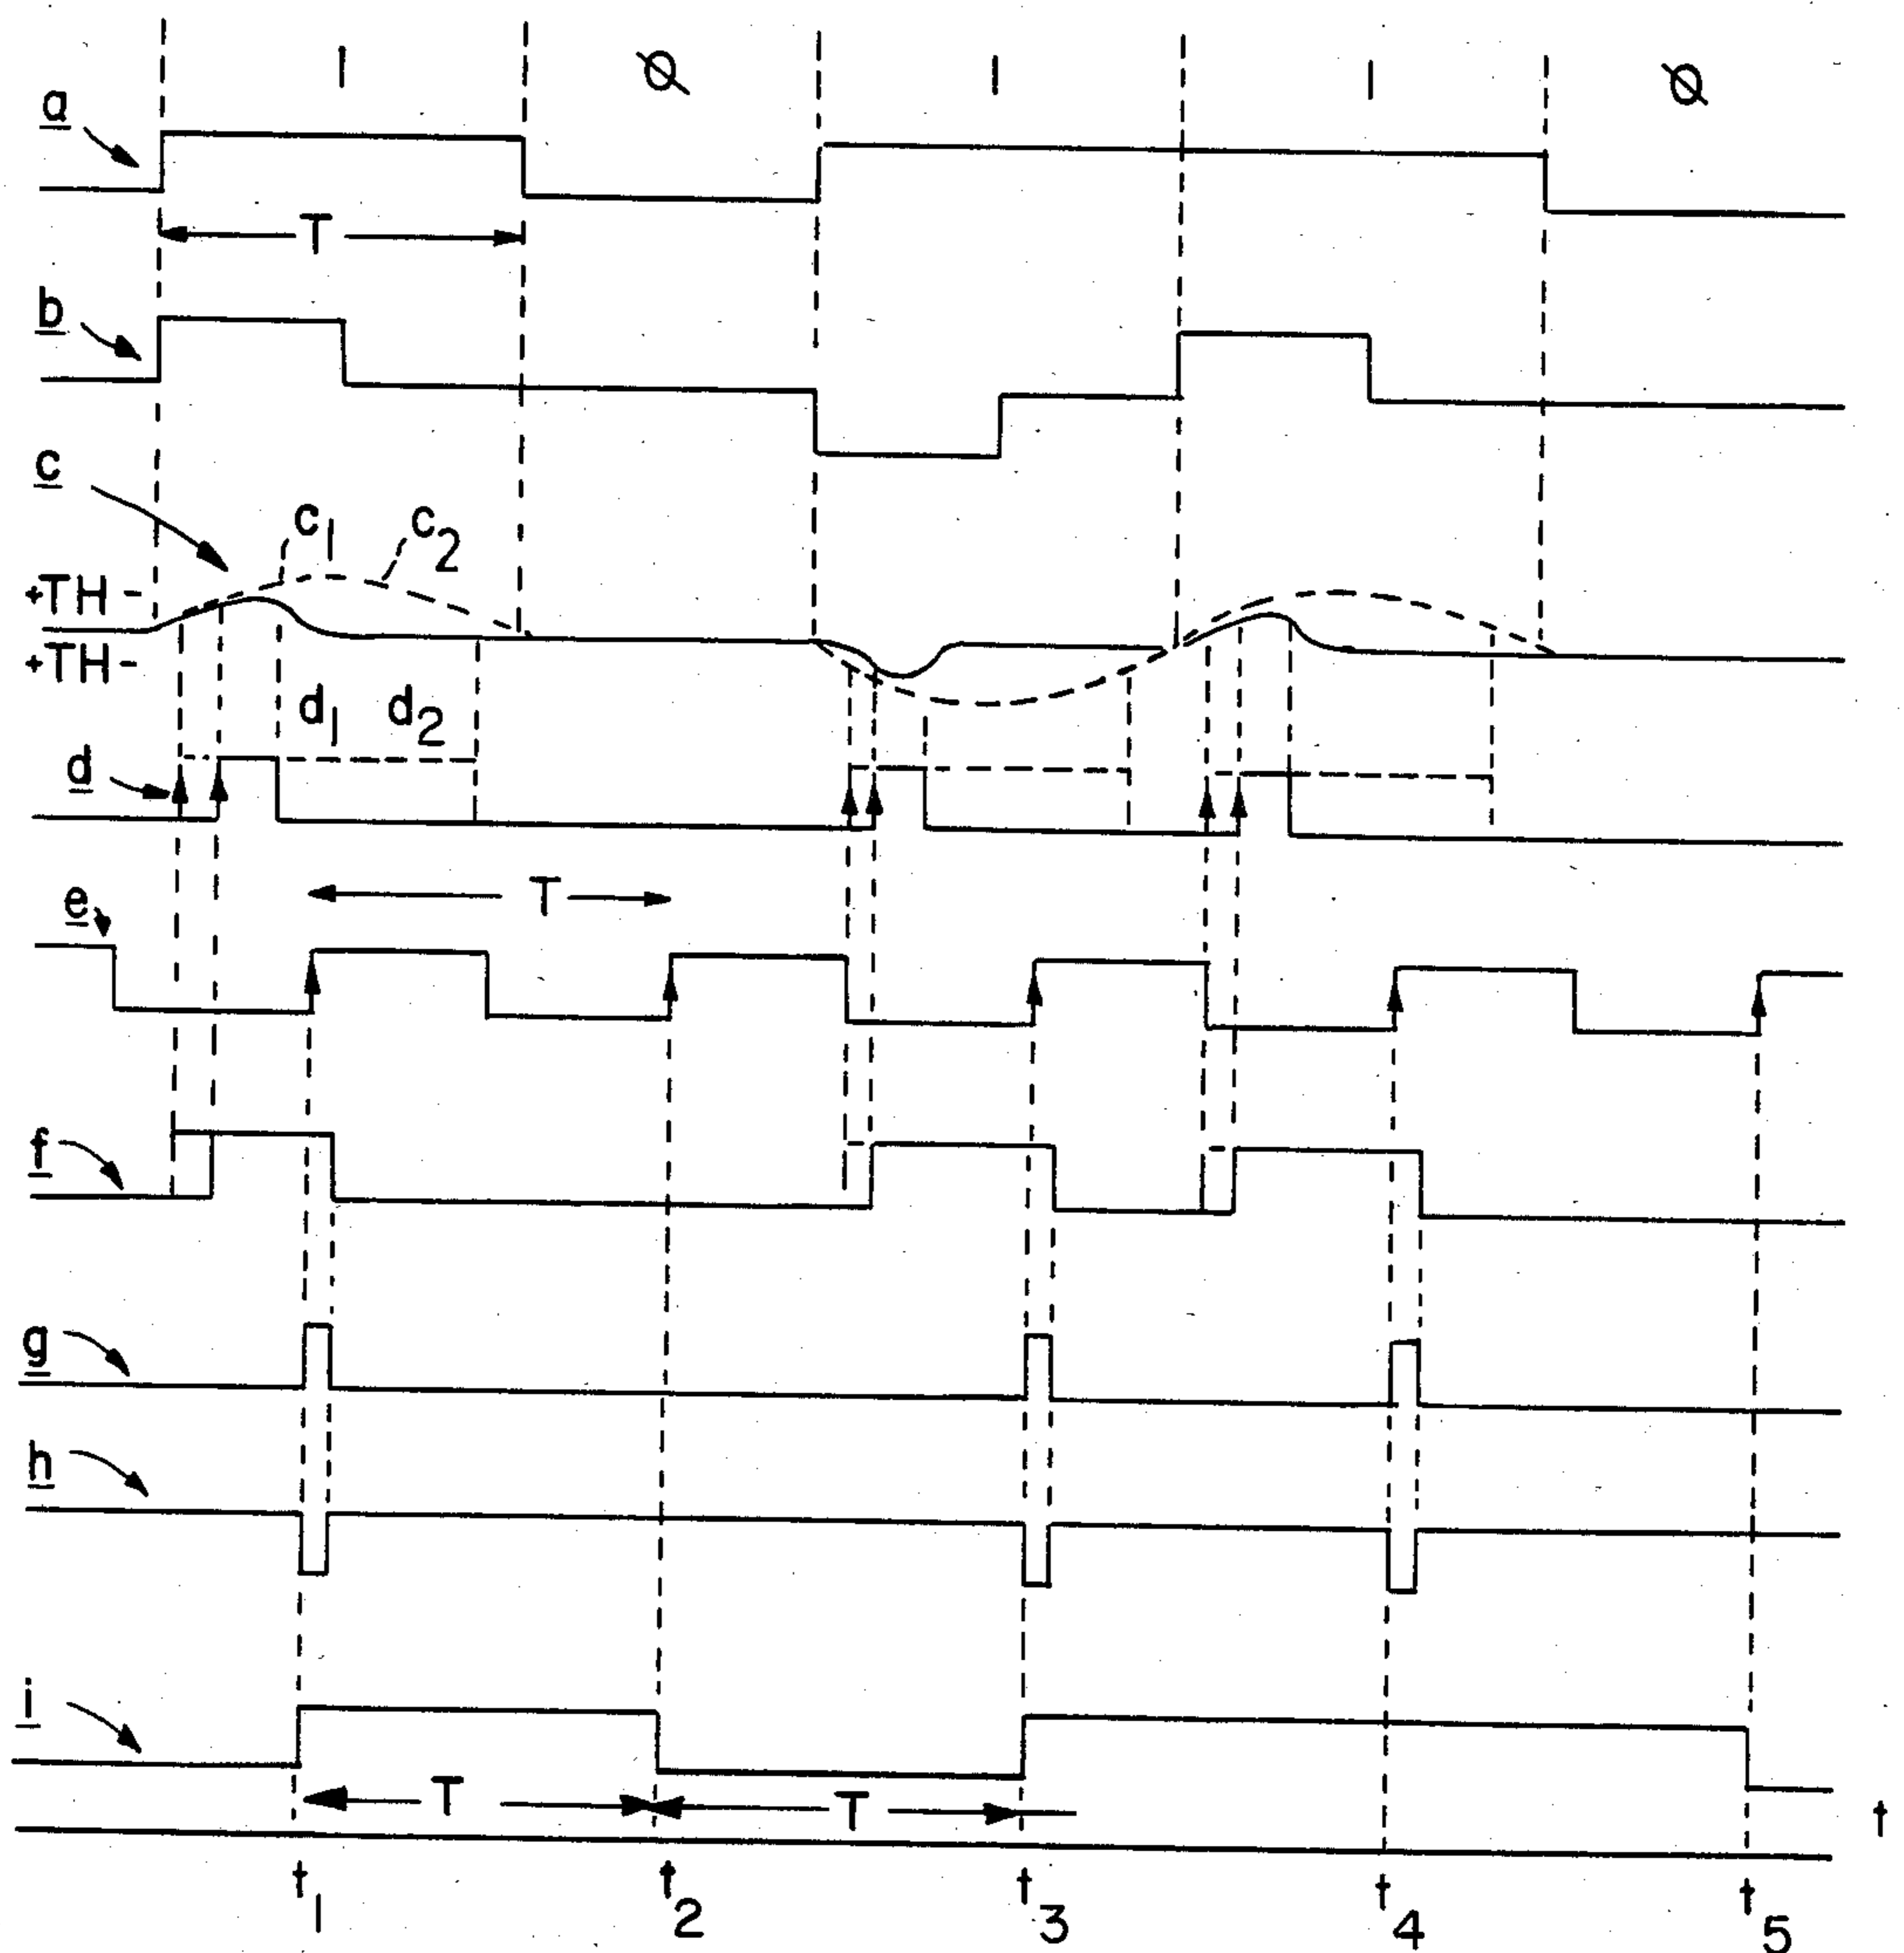 1 Ø 1 1 Ø
a
T
b
c
c1 c2
+TH-
+TH-
d1 d2
d
T
e
f
g
h
i
T T
t
t1 t2 t3 t4 t5